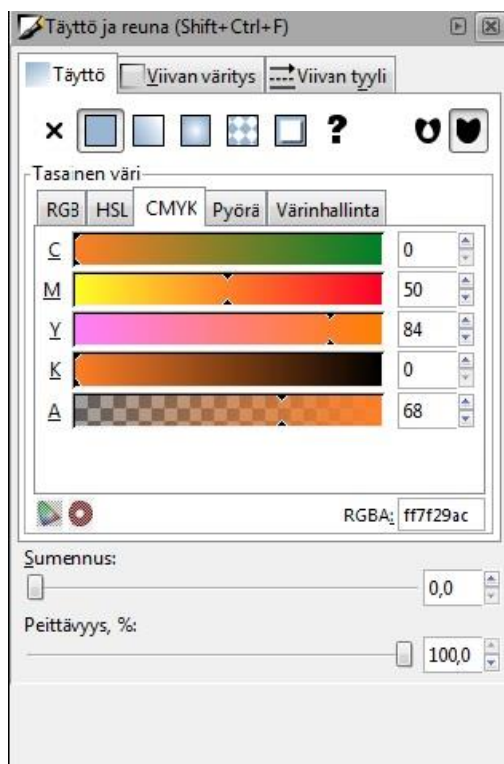 Täyttö ja reuna (Shift+Ctrl+F)
Täyttö Viivan väritys Viivan tyyli
?
Tasainen väri
RGB HSL CMYK Pyörä Värinhallinta
C 0
M 50
Y 84
K 0
A 68
RGBA: ff7f29ac
Sumennus:
0,0
Peittävyys, %:
100,0